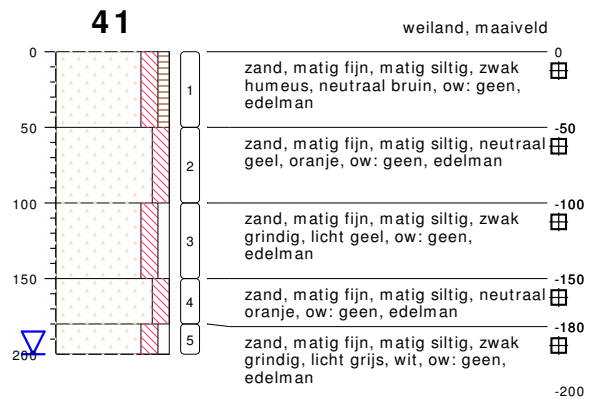 41
weiland, maaiveld
0
0
1
zand, matig fijn, matig siltig, zwak
humeus, neutraal bruin, ow: geen,
edelman
50
-50
2
zand, matig fijn, matig siltig, neutraal
geel, oranje, ow: geen, edelman
100
-100
3
zand, matig fijn, matig siltig, zwak
grindig, licht geel, ow: geen,
edelman
150
-150
4
zand, matig fijn, matig siltig, neutraal
oranje, ow: geen, edelman
-180
5
zand, matig fijn, matig siltig, zwak
grindig, licht grijs, wit, ow: geen,
edelman
200
-200